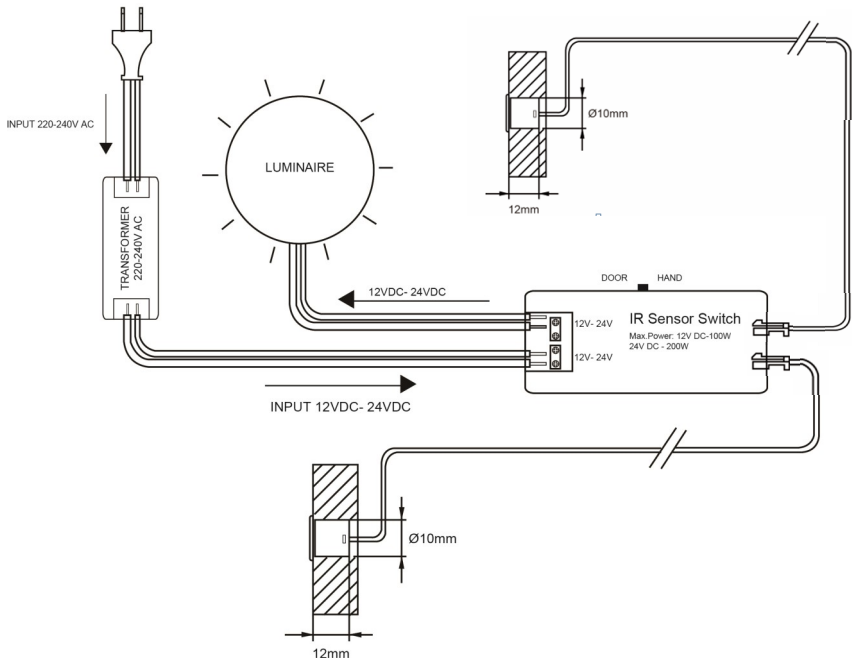 INPUT 220-240V AC
TRANSFORMER
220-240V AC
LUMINAIRE
Ø10mm
12mm
12VDC- 24VDC
DOOR HAND
12V- 24V
12V- 24V
IR Sensor Switch
Max.Power: 12V DC-100W
24V DC - 200W
INPUT 12VDC- 24VDC
Ø10mm
12mm